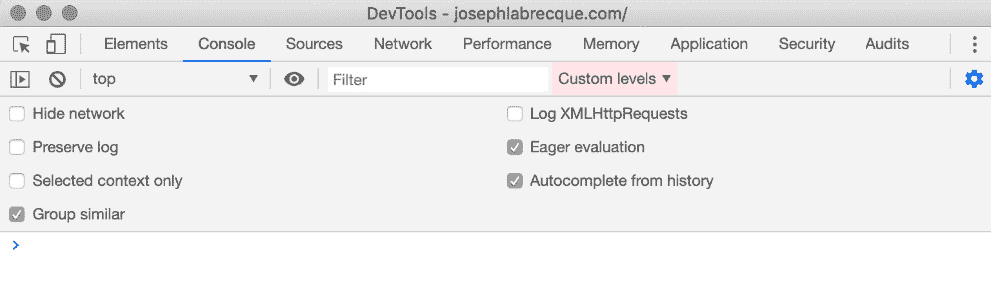 DevTools - josephlabrecque.com/
Elements Console Sources Network Performance Memory Application Security Audits
top Filter Custom levels
Hide network Log XMLHttpRequests
Preserve log Eager evaluation
Selected context only Autocomplete from history
Group similar